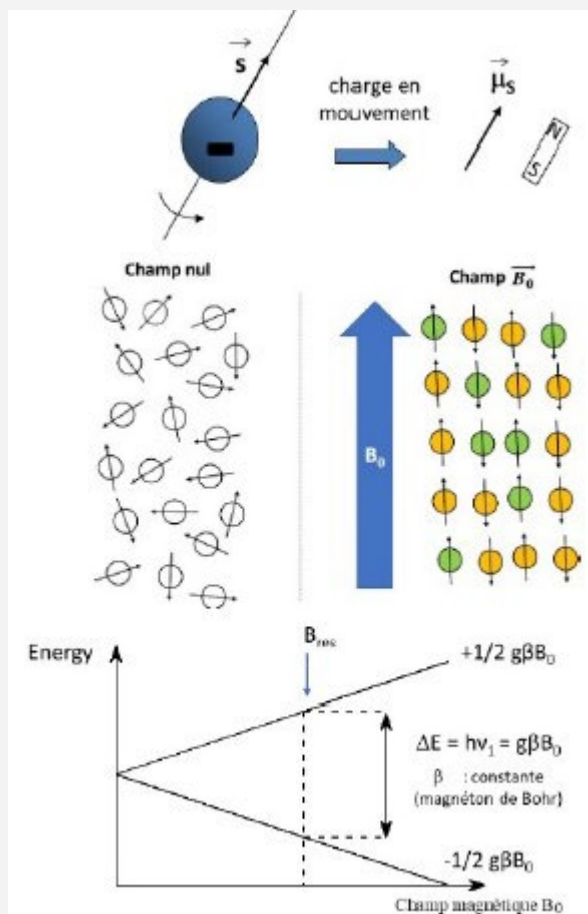 s
charge en
mouvement
μs
N
S
Champ nul
Champ B₀
B₀
Energy
Bres
+1/2 gβB₀
ΔE = hν₁ = gβB₀
β : constante
(magnéton de Bohr)
-1/2 gβB₀
Champ magnètique B₀